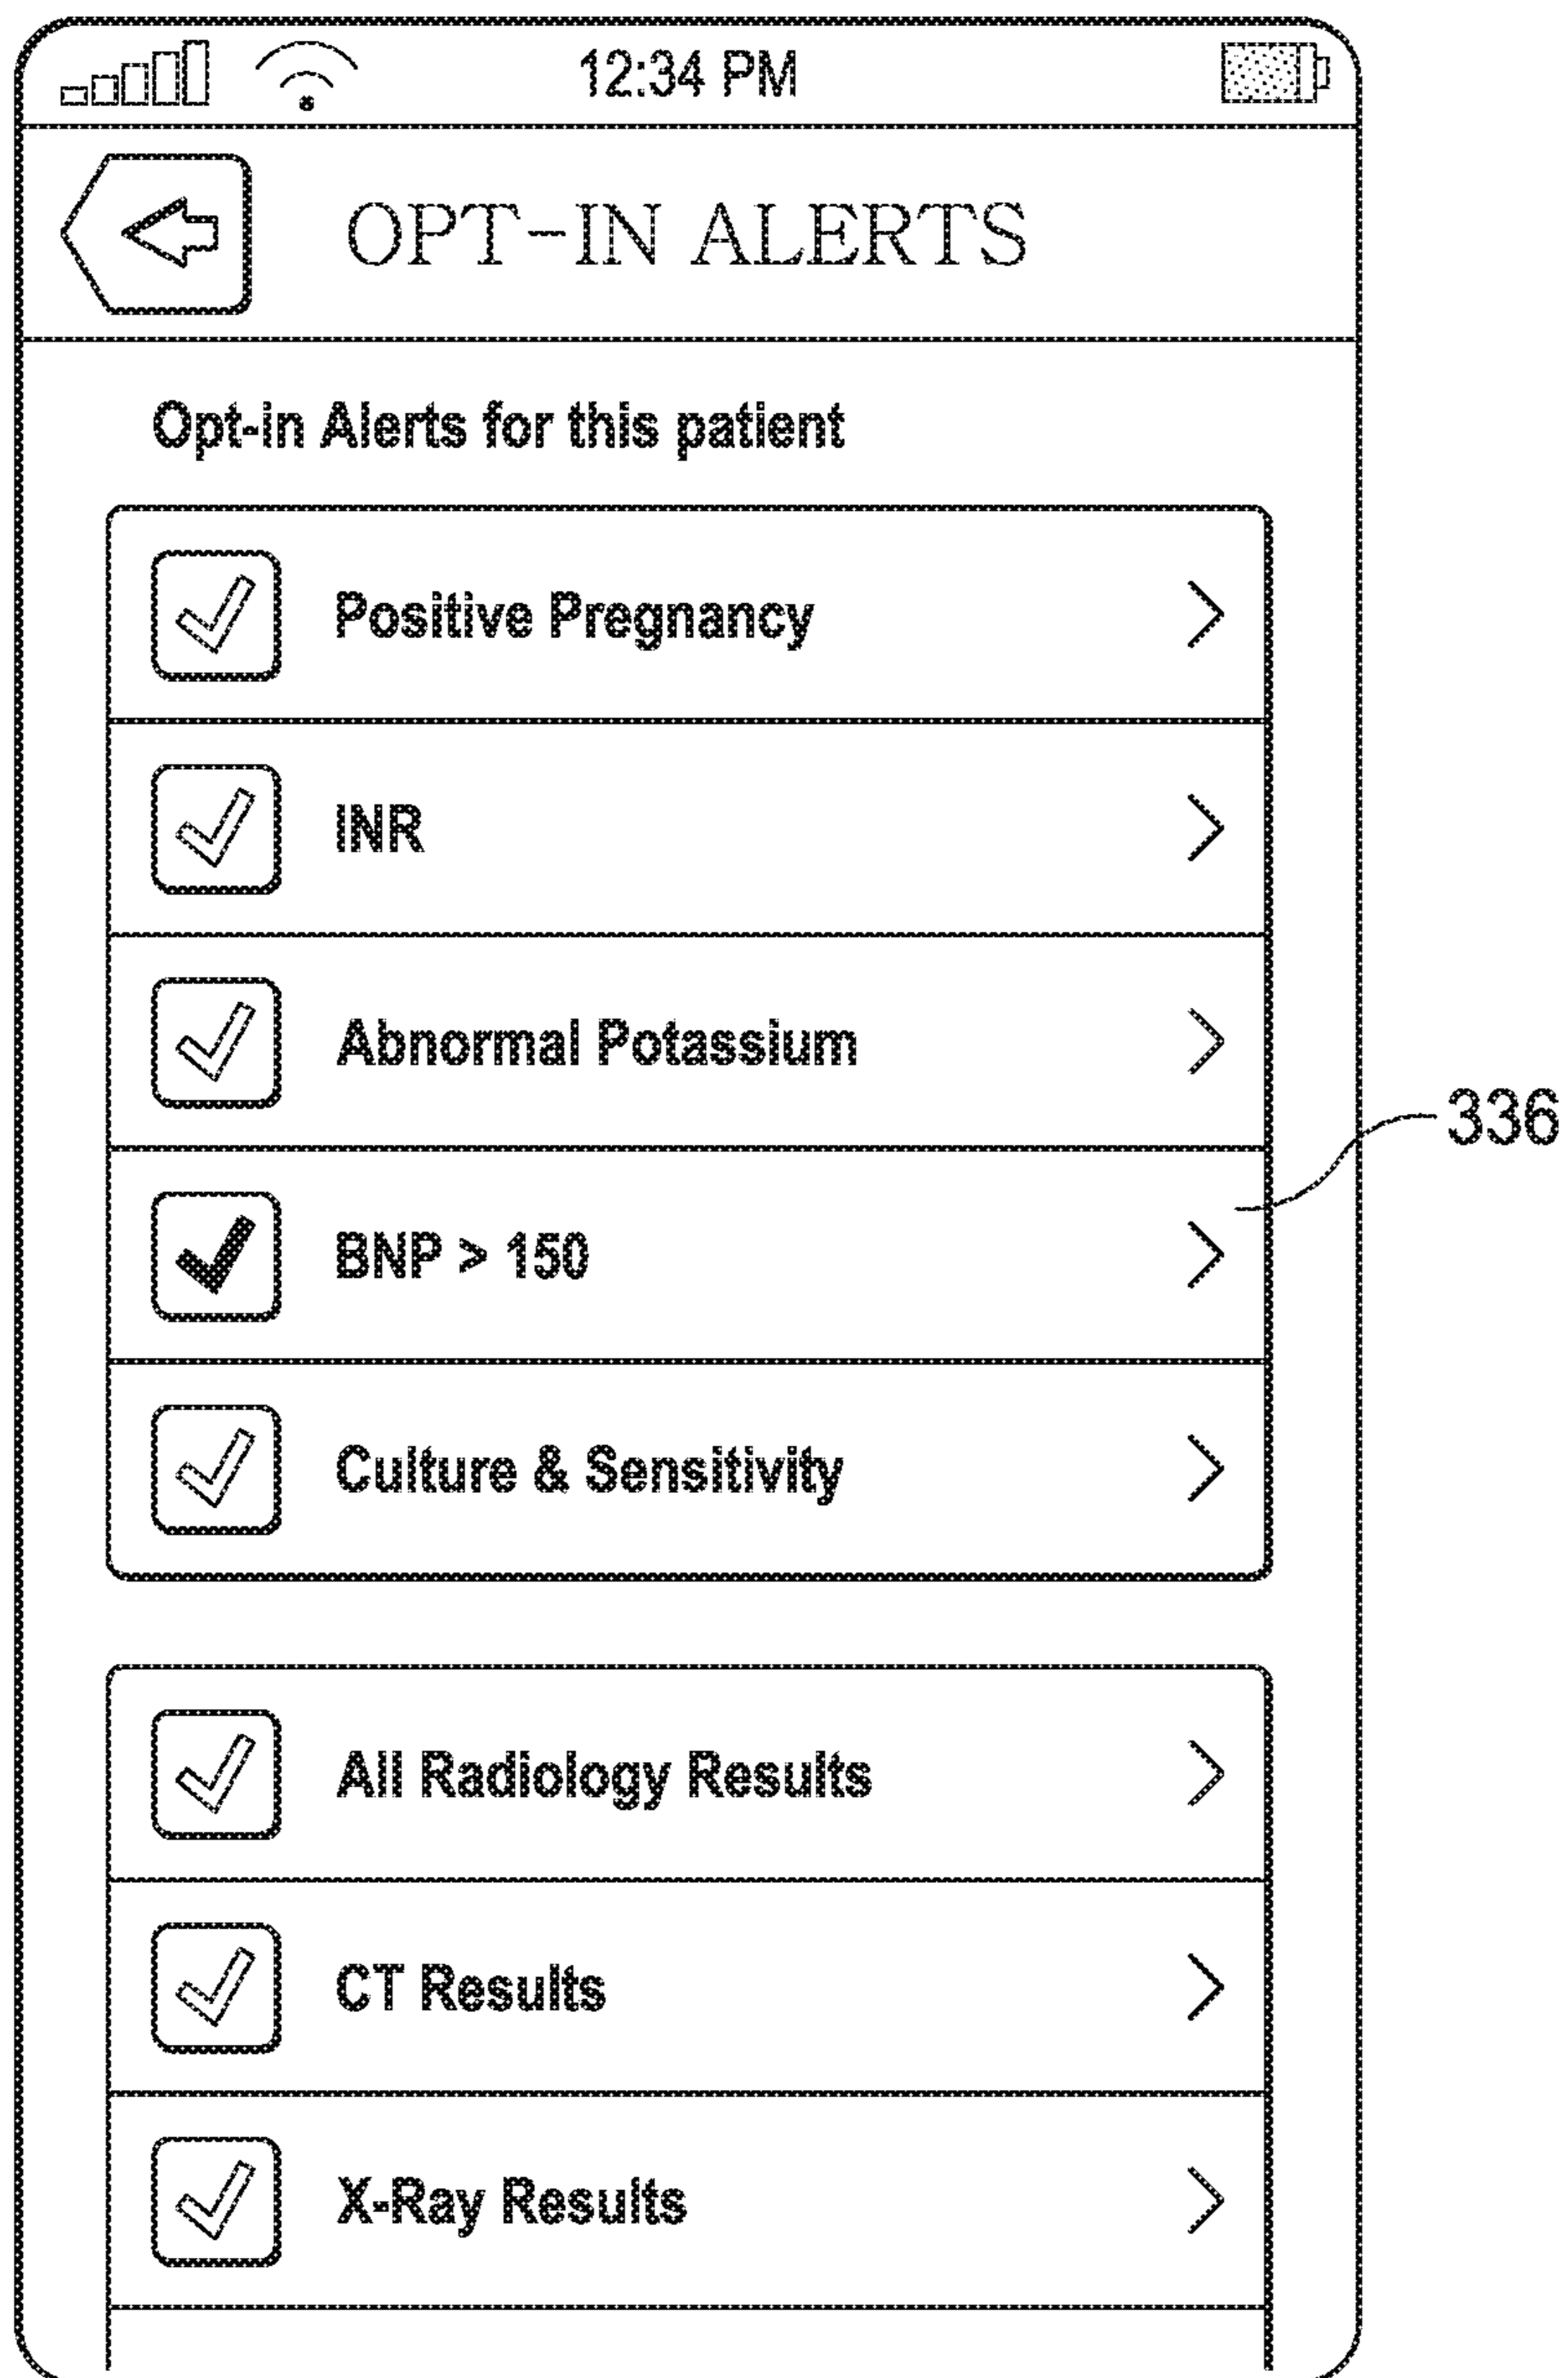 12:34 PM
OPT-IN ALERTS
Opt-in Alerts for this patient
Positive Pregnancy
INR
Abnormal Potassium
336
BNP > 150
Culture & Sensitivity
All Radiology Results
CT Results
X-Ray Results